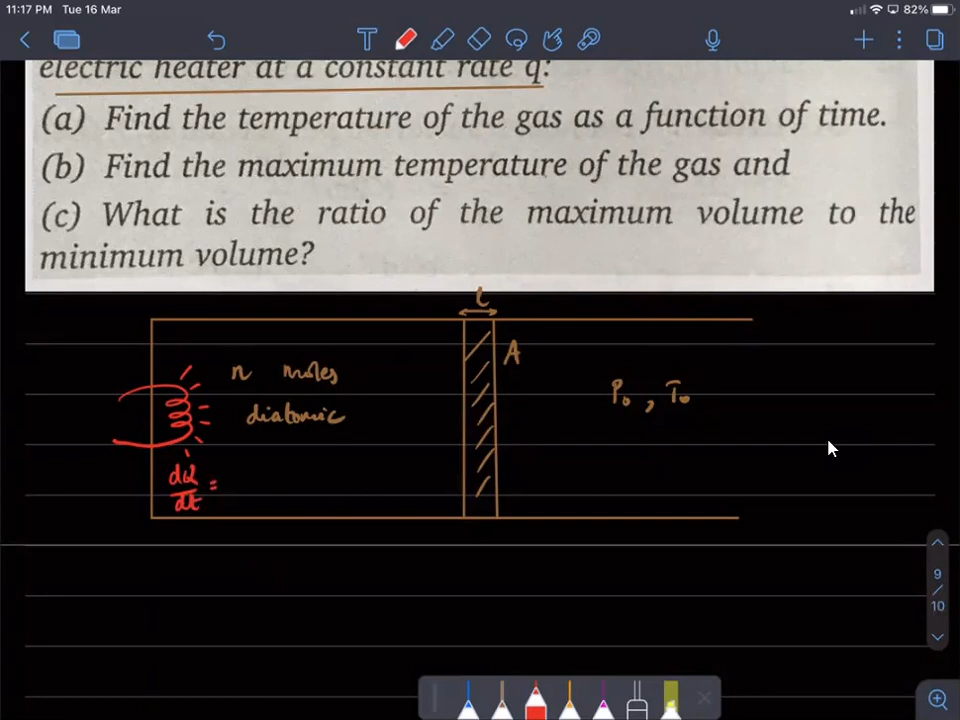 11:17 PM Tue 16 Mar
82%
electric heater at a constant rate q:
(a) Find the temperature of the gas as a function of time.
(b) Find the maximum temperature of the gas and
(c) What is the ratio of the maximum volume to the
minimum volume?
l
n moles
diatomic
A
P₀, T₀
dQ/dt =
9
/
10